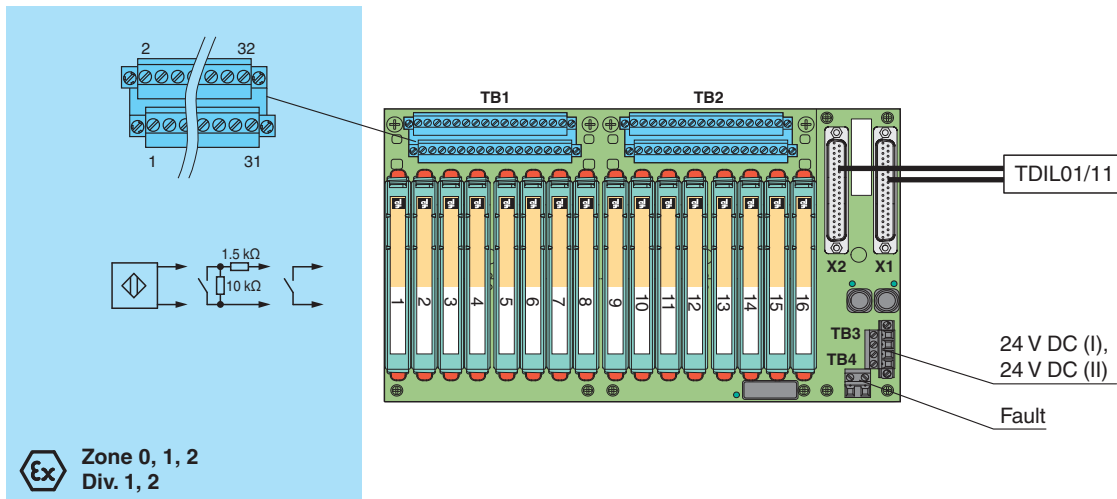 2 32
1 31
1.5 kΩ
10 kΩ
Ex Zone 0, 1, 2
Div. 1, 2
TB1 TB2
1 2 3 4 5 6 7 8 9 10 11 12 13 14 15 16
X2 X1
TB3
TB4
TDIL01/11
24 V DC (I),
24 V DC (II)
Fault